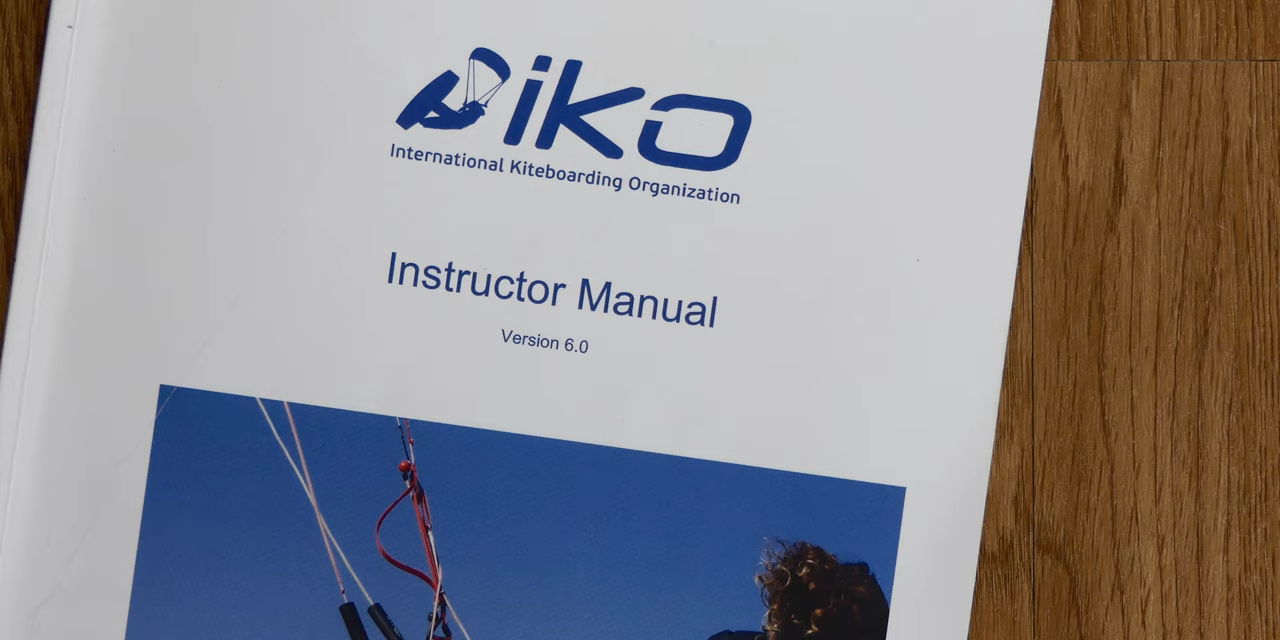 iko
International Kiteboarding Organization
Instructor Manual
Version 6.0